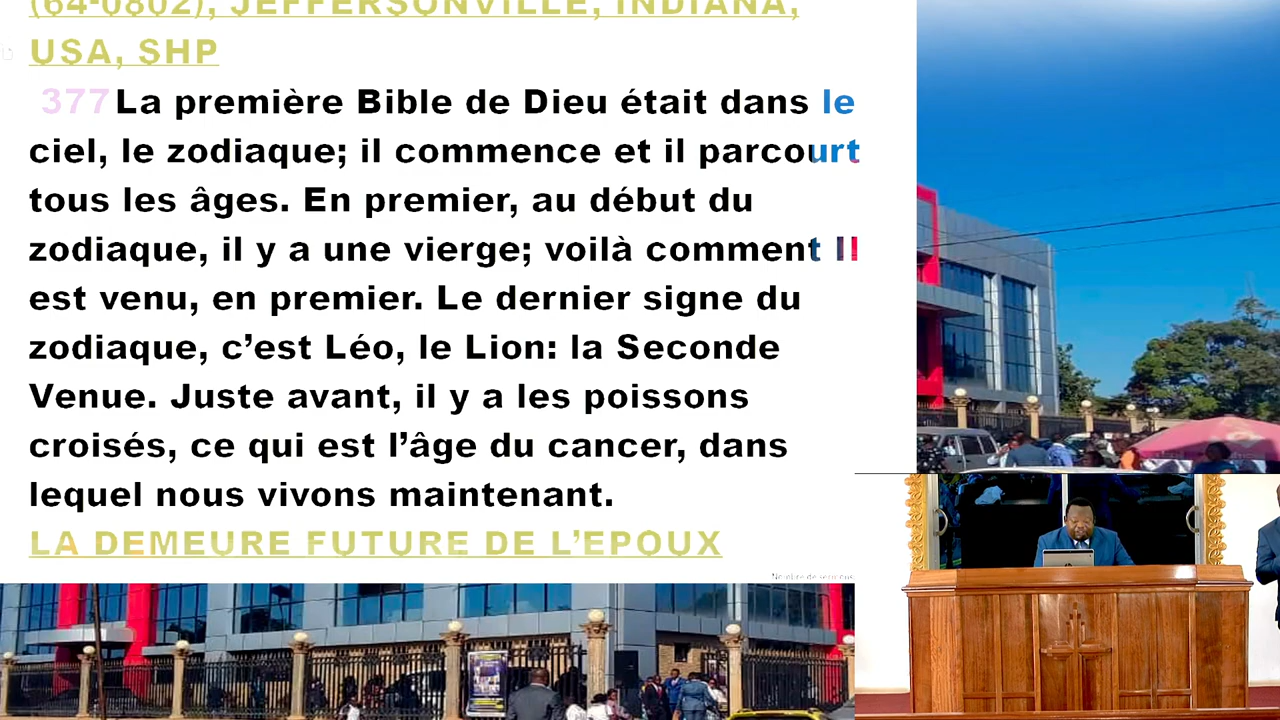 (64-0802), JEFFERSONVILLE, INDIANA,
USA, SHP
377 La première Bible de Dieu était dans le
ciel, le zodiaque; il commence et il parcourt
tous les âges. En premier, au début du
zodiaque, il y a une vierge; voilà comment Il
est venu, en premier. Le dernier signe du
zodiaque, c’est Léo, le Lion: la Seconde
Venue. Juste avant, il y a les poissons
croisés, ce qui est l’âge du cancer, dans
lequel nous vivons maintenant.
LA DEMEURE FUTURE DE L’EPOUX